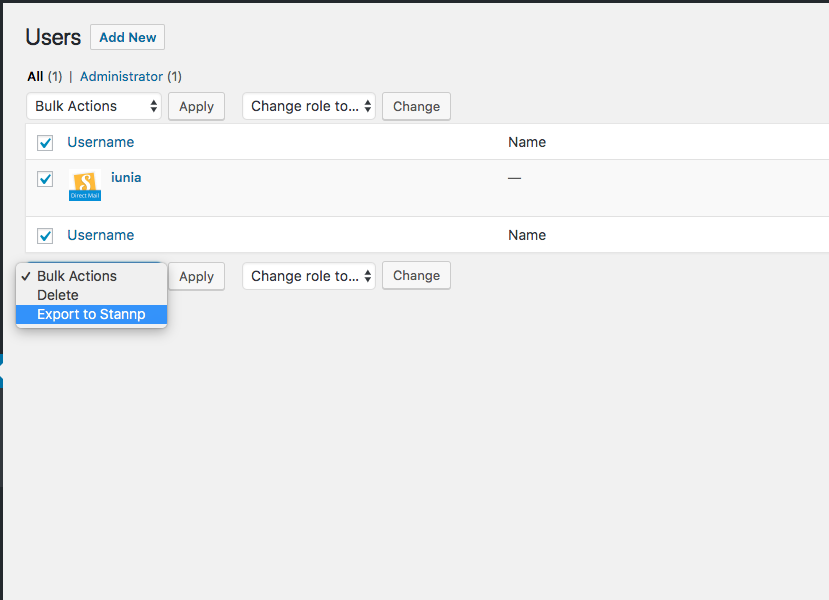 Users Add New
All (1) | Administrator (1)
Bulk Actions Apply Change role to... Change
Username Name
S
Direct Mail
iunia —
Username Name
✓ Bulk Actions Apply Change role to... Change
Delete
Export to Stannp